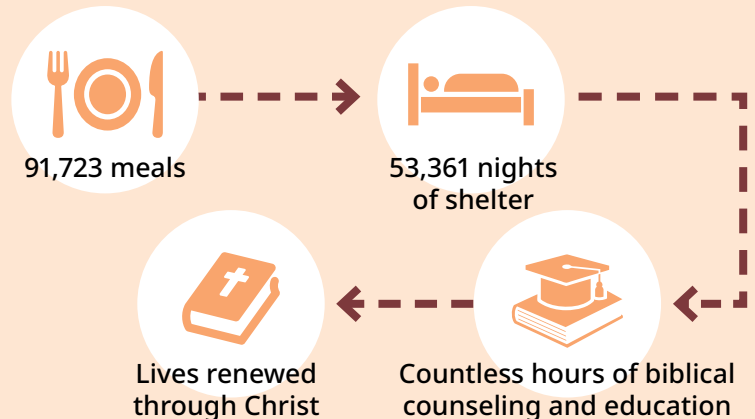 91,723 meals
53,361 nights
of shelter
Countless hours of biblical
counseling and education
Lives renewed
through Christ